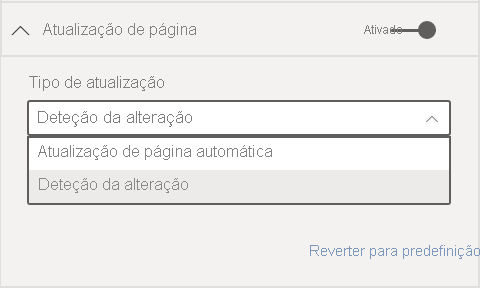 Atualização de página
Ativado
Tipo de atualização
Deteção da alteração
Atualização de página automática
Deteção da alteração
Reverter para predefinição